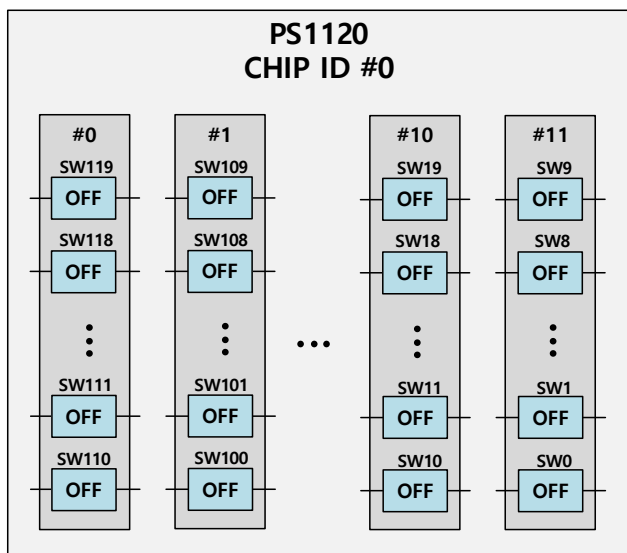 PS1120
CHIP ID #0
#0 #1 #10 #11
SW119 SW109 SW19 SW9
OFF OFF OFF OFF
SW118 SW108 SW18 SW8
OFF OFF OFF OFF
...
SW111 SW101 SW11 SW1
OFF OFF OFF OFF
SW110 SW100 SW10 SW0
OFF OFF OFF OFF